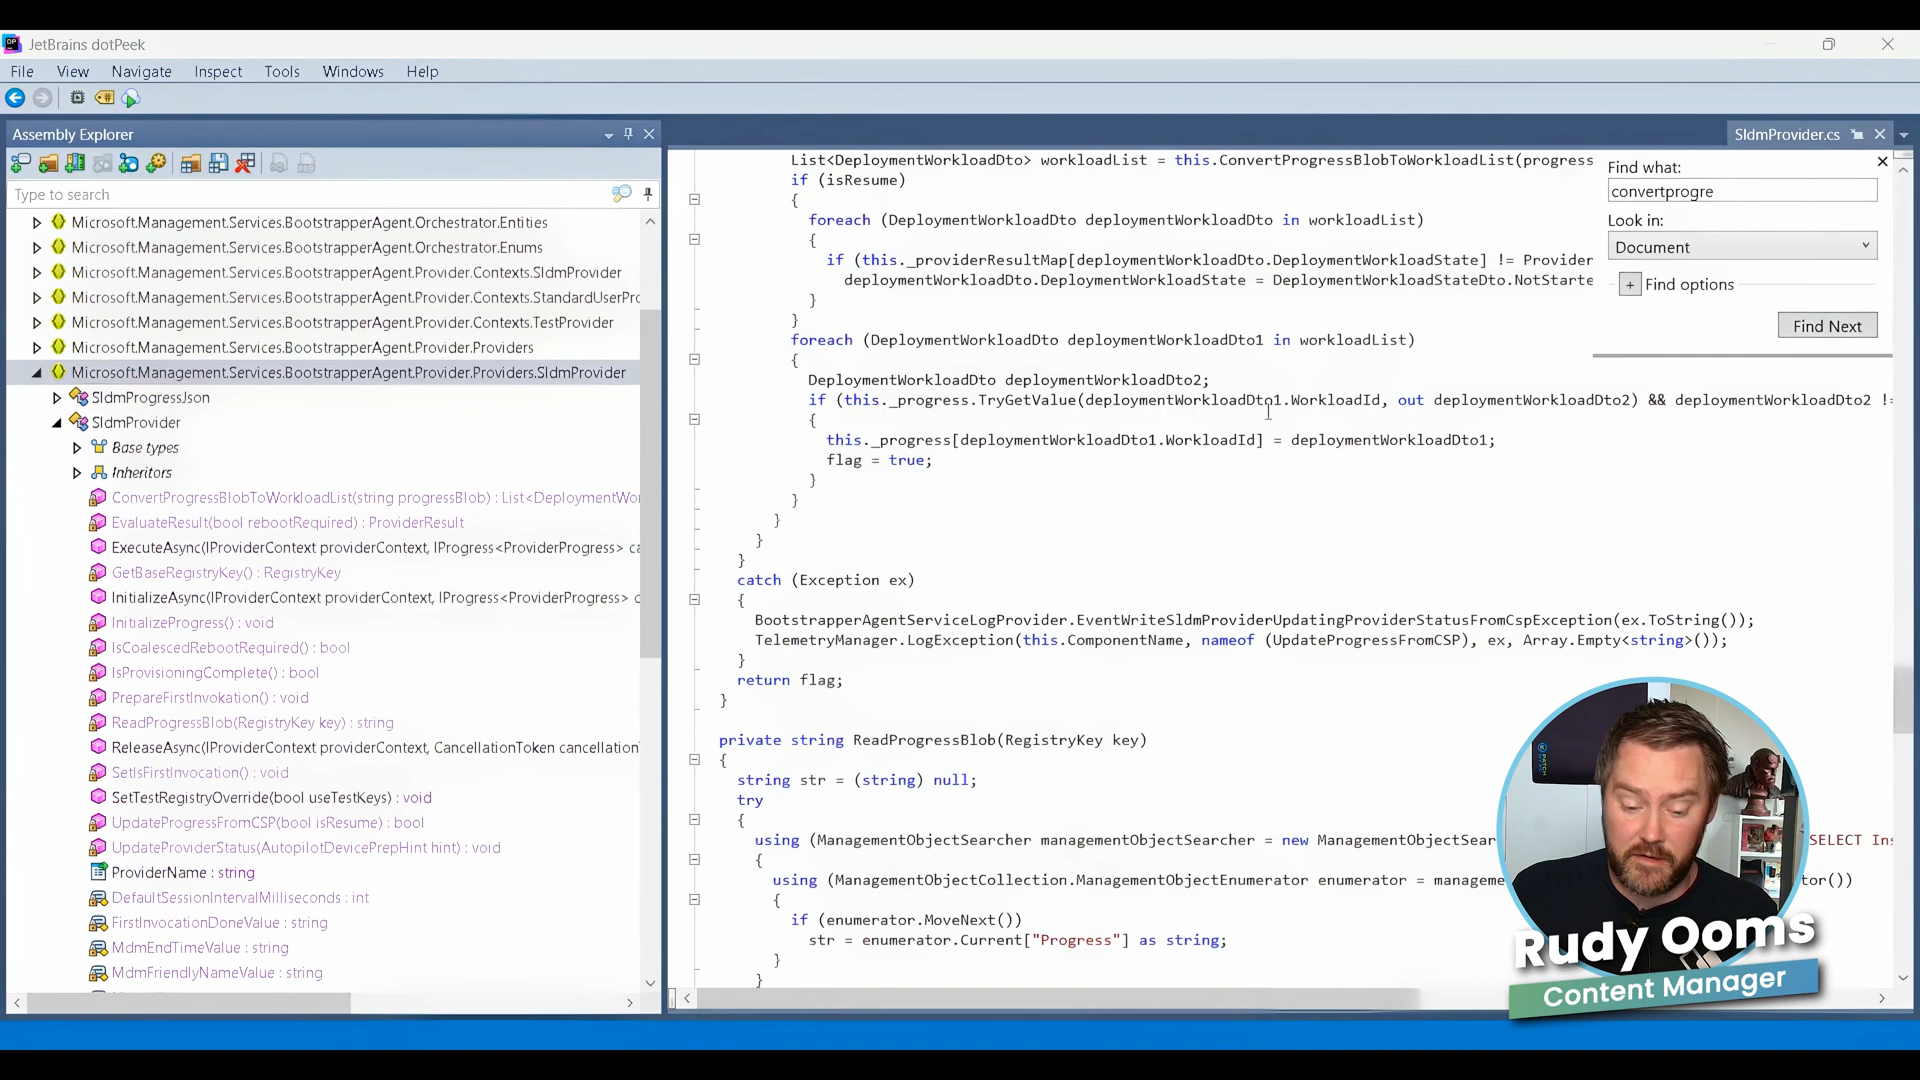 JetBrains dotPeek
File View Navigate Inspect Tools Windows Help
Assembly Explorer
Type to search
Microsoft.Management.Services.BootstrapperAgent.Orchestrator.Entities
Microsoft.Management.Services.BootstrapperAgent.Orchestrator.Enums
Microsoft.Management.Services.BootstrapperAgent.Provider.Contexts.SldmProvider
Microsoft.Management.Services.BootstrapperAgent.Provider.Contexts.StandardUserPro
Microsoft.Management.Services.BootstrapperAgent.Provider.Contexts.TestProvider
Microsoft.Management.Services.BootstrapperAgent.Provider.Providers
Microsoft.Management.Services.BootstrapperAgent.Provider.Providers.SldmProvider
SldmProgressJson
SldmProvider
Base types
Inheritors
ConvertProgressBlobToWorkloadList(string progressBlob) : List<DeploymentWo
EvaluateResult(bool rebootRequired) : ProviderResult
ExecuteAsync(IProviderContext providerContext, IProgress<ProviderProgress> ca
GetBaseRegistryKey() : RegistryKey
InitializeAsync(IProviderContext providerContext, IProgress<ProviderProgress> c
InitializeProgress() : void
IsCoalescedRebootRequired() : bool
IsProvisioningComplete() : bool
PrepareFirstInvokation() : void
ReadProgressBlob(RegistryKey key) : string
ReleaseAsync(IProviderContext providerContext, CancellationToken cancellation
SetIsFirstInvocation() : void
SetTestRegistryOverride(bool useTestKeys) : void
UpdateProgressFromCSP(bool isResume) : bool
UpdateProviderStatus(AutopilotDevicePrepHint hint) : void
ProviderName : string
DefaultSessionIntervalMilliseconds : int
FirstInvocationDoneValue : string
MdmEndTimeValue : string
MdmFriendlyNameValue : string
SldmProvider.cs
Find what:
convertprogre
Look in:
Document
+ Find options
Find Next
List<DeploymentWorkloadDto> workloadList = this.ConvertProgressBlobToWorkloadList(progress
if (isResume)
{
foreach (DeploymentWorkloadDto deploymentWorkloadDto in workloadList)
{
if (this._providerResultMap[deploymentWorkloadDto.DeploymentWorkloadState] != Provider
deploymentWorkloadDto.DeploymentWorkloadState = DeploymentWorkloadStateDto.NotStarte
}
}
foreach (DeploymentWorkloadDto deploymentWorkloadDto1 in workloadList)
{
DeploymentWorkloadDto deploymentWorkloadDto2;
if (this._progress.TryGetValue(deploymentWorkloadDto1.WorkloadId, out deploymentWorkloadDto2) && deploymentWorkloadDto2 !=
{
this._progress[deploymentWorkloadDto1.WorkloadId] = deploymentWorkloadDto1;
flag = true;
}
}
}
}
}
catch (Exception ex)
{
BootstrapperAgentServiceLogProvider.EventWriteSldmProviderUpdatingProviderStatusFromCspException(ex.ToString());
TelemetryManager.LogException(this.ComponentName, nameof (UpdateProgressFromCSP), ex, Array.Empty<string>());
}
return flag;
}
private string ReadProgressBlob(RegistryKey key)
{
string str = (string) null;
try
{
using (ManagementObjectSearcher managementObjectSearcher = new ManagementObjectSear SELECT Ins
{
using (ManagementObjectCollection.ManagementObjectEnumerator enumerator = manageme tor())
{
if (enumerator.MoveNext())
str = enumerator.Current["Progress"] as string;
}
}
Rudy Ooms
Content Manager